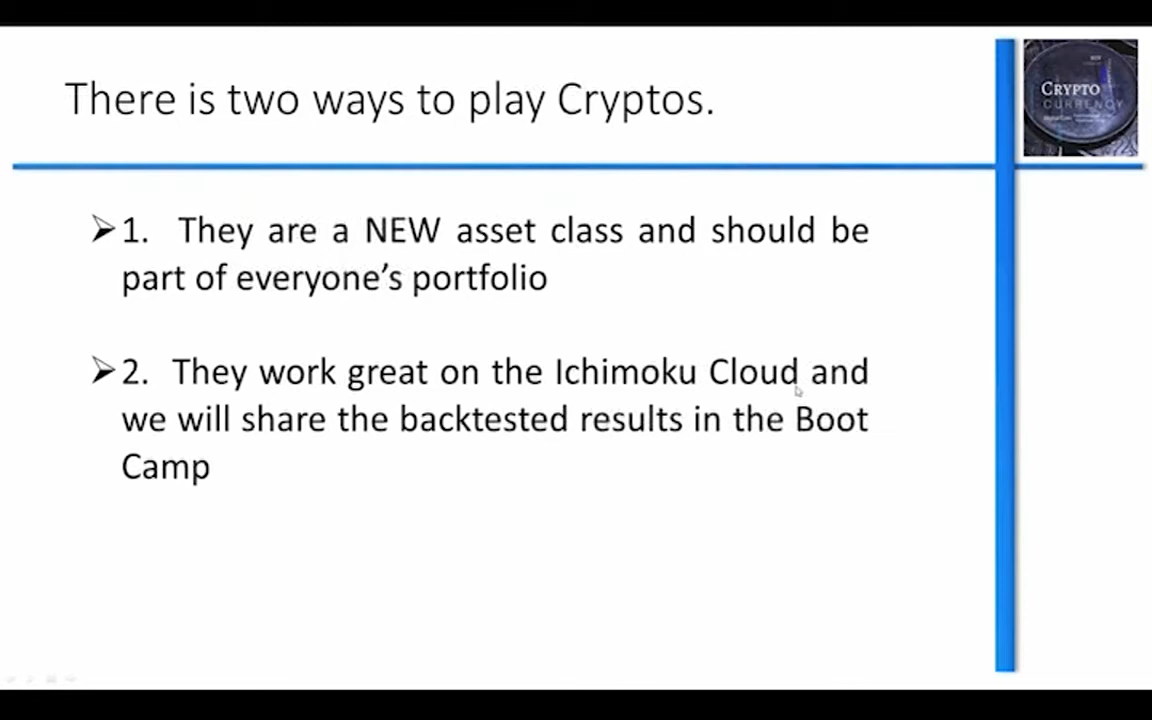 There is two ways to play Cryptos.
CRYPTO
CURRENCY
➢ 1. They are a NEW asset class and should be
part of everyone’s portfolio
➢ 2. They work great on the Ichimoku Cloud and
we will share the backtested results in the Boot
Camp